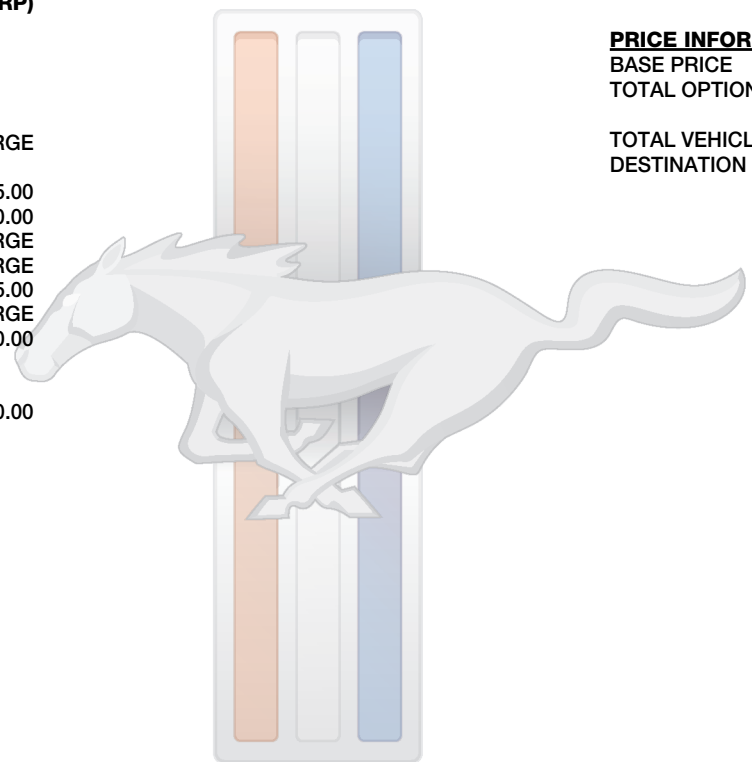 RP)
RGE
5.00
0.00
RGE
RGE
5.00
RGE
0.00
0.00
PRICE INFOR
BASE PRICE
TOTAL OPTION
TOTAL VEHICL
DESTINATION